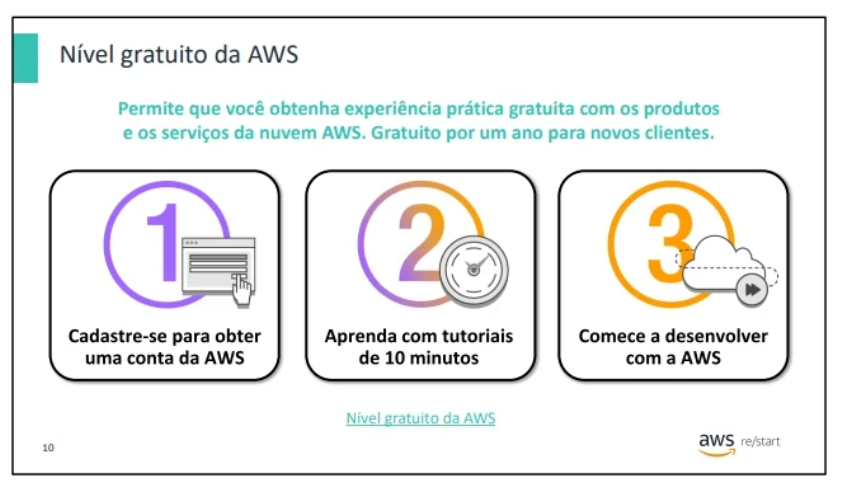 Nível gratuito da AWS
Permite que você obtenha experiência prática gratuita com os produtos
e os serviços da nuvem AWS. Gratuito por um ano para novos clientes.
1
Cadastre-se para obter
uma conta da AWS
2
Aprenda com tutoriais
de 10 minutos
3
Comece a desenvolver
com a AWS
Nível gratuito da AWS
10
aws re/start